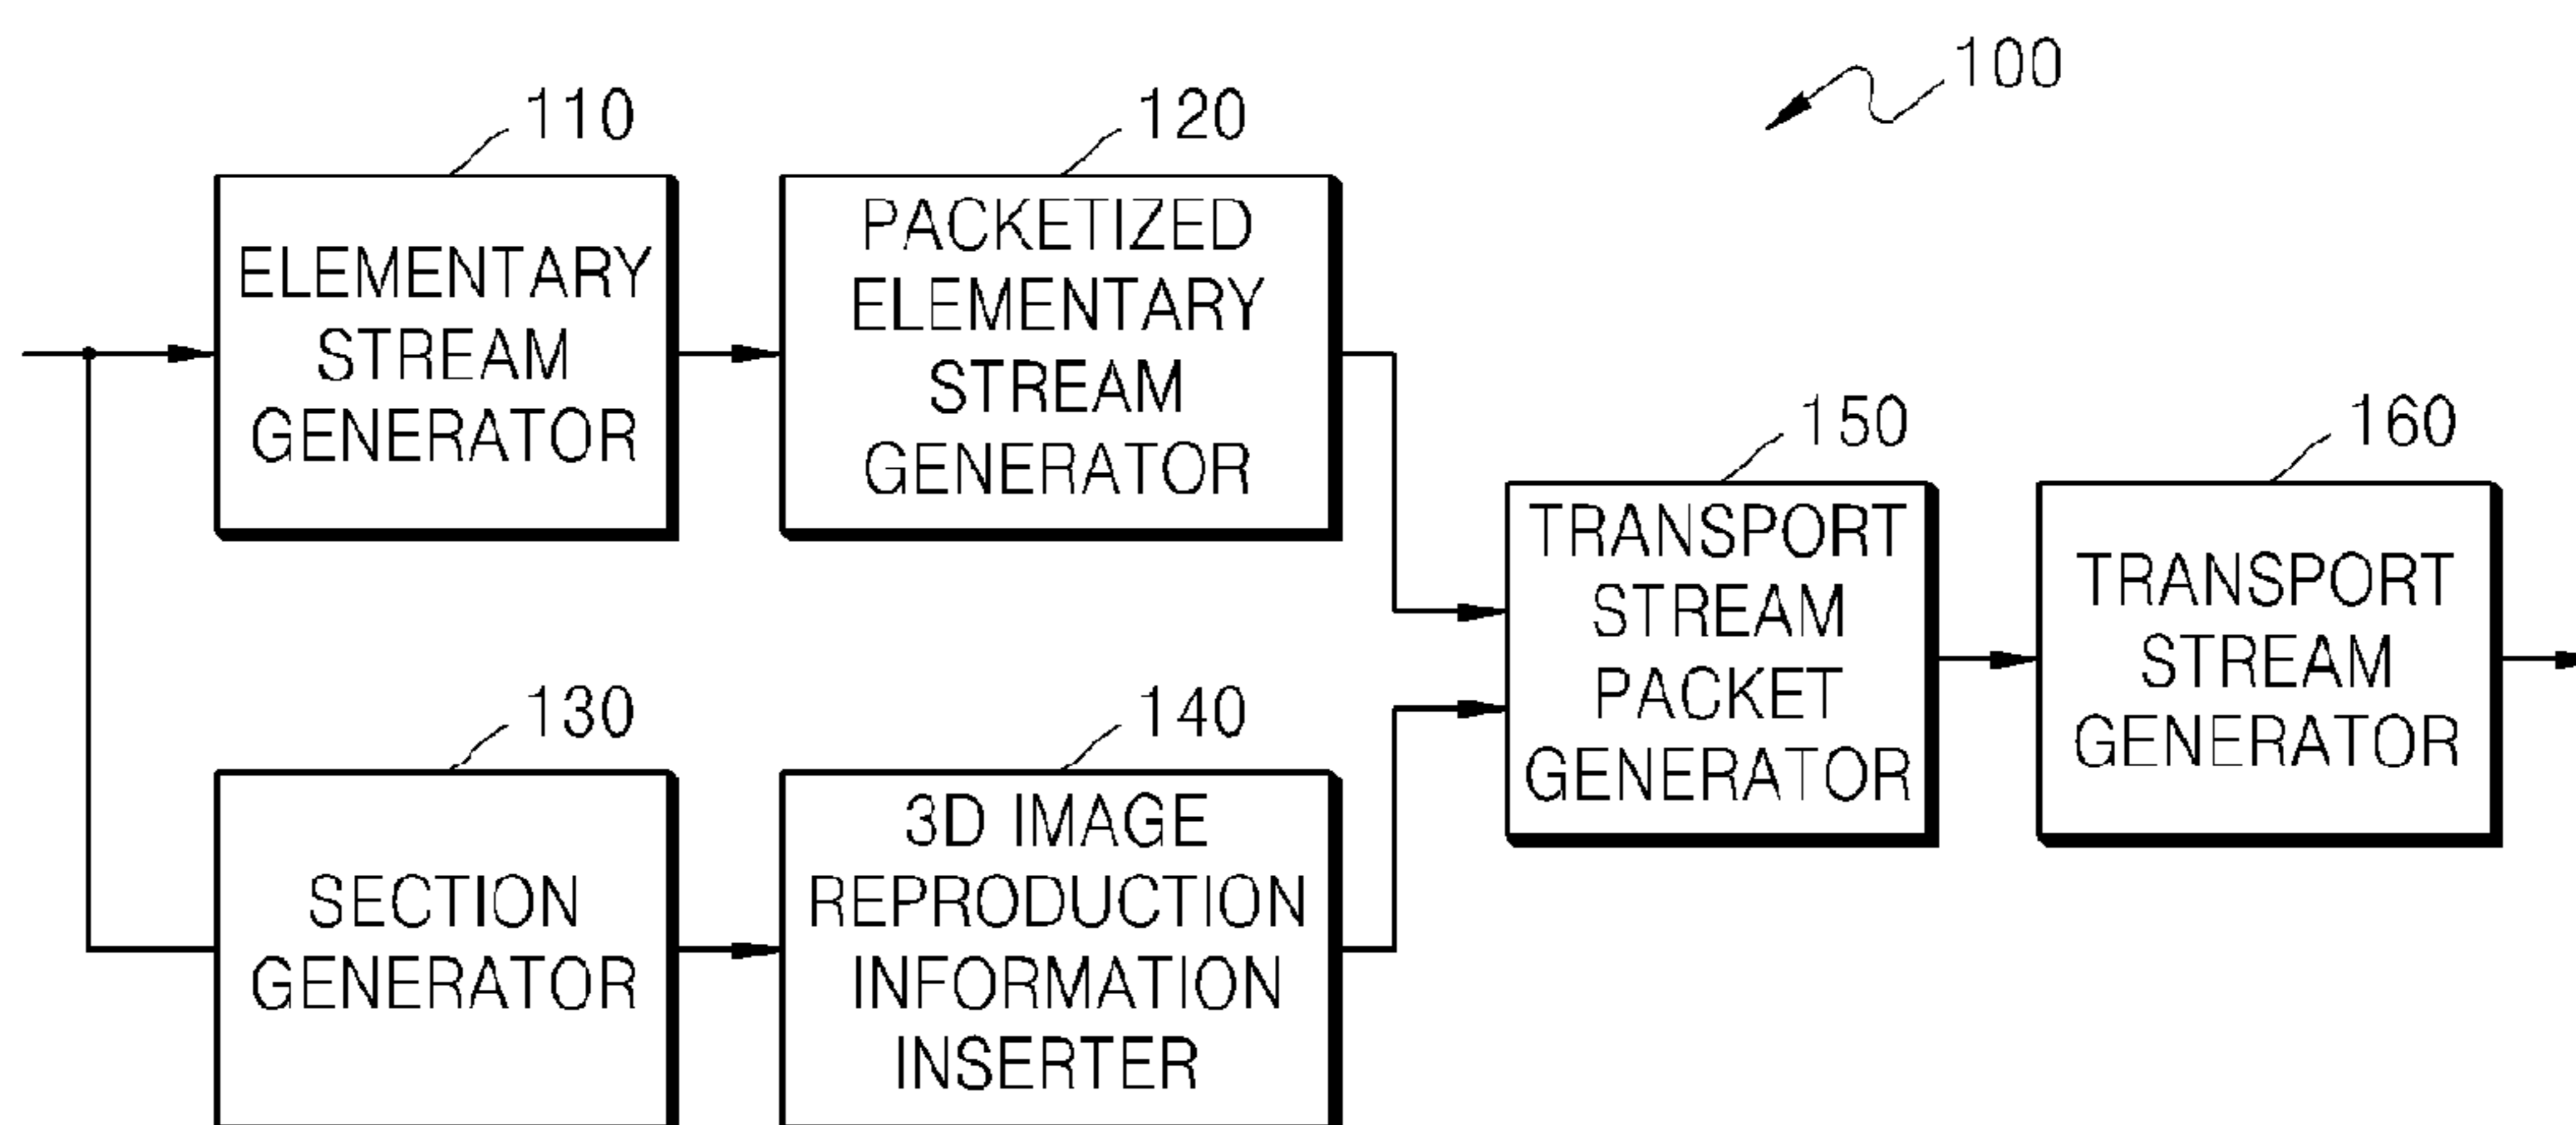 100
110
ELEMENTARY
STREAM
GENERATOR
120
PACKETIZED
ELEMENTARY
STREAM
GENERATOR
130
SECTION
GENERATOR
140
3D IMAGE
REPRODUCTION
INFORMATION
INSERTER
150
TRANSPORT
STREAM
PACKET
GENERATOR
160
TRANSPORT
STREAM
GENERATOR